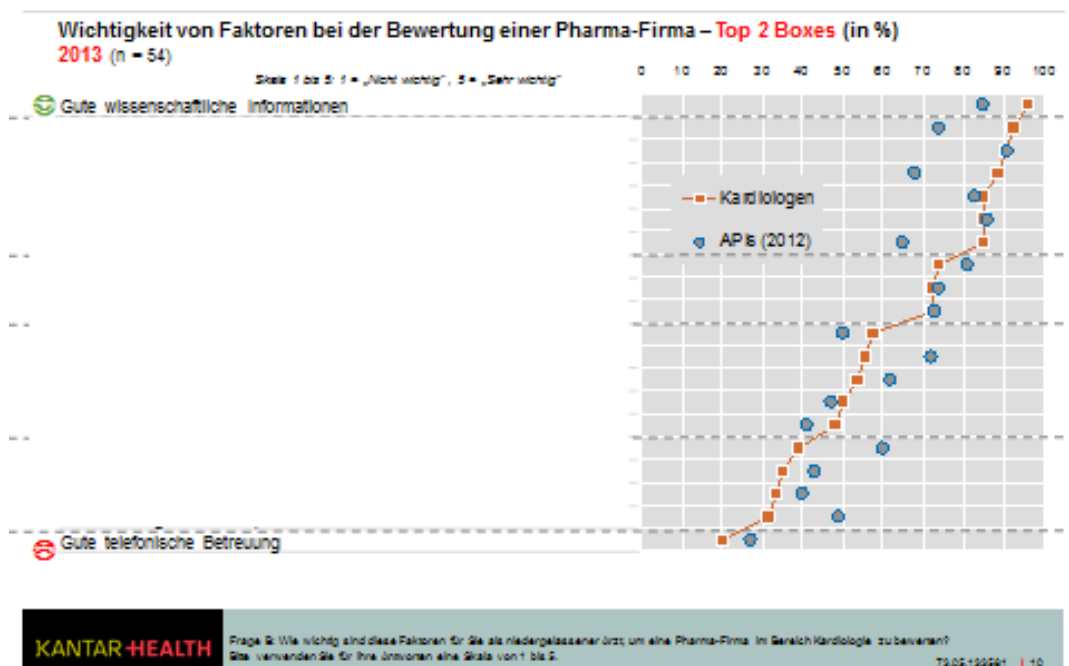 Wichtigkeit von Faktoren bei der Bewertung einer Pharma-Firma – Top 2 Boxes (in %)
2013 (n = 54)
Skala 1 bis 5: 1 = „Nicht wichtig“, 5 = „Sehr wichtig“
0 10 20 30 40 50 60 70 80 90 100
Gute wissenschaftliche Informationen
Kardiologen
APIs (2012)
Gute telefonische Betreuung
KANTAR HEALTH
Frage B: Wie wichtig sind diese Faktoren für Sie als niedergelassener Arzt, um eine Pharma-Firma im Bereich Kardiologie zu bewerten?
Bitte verwenden Sie für Ihre Antworten eine Skala von 1 bis 5.
| 10